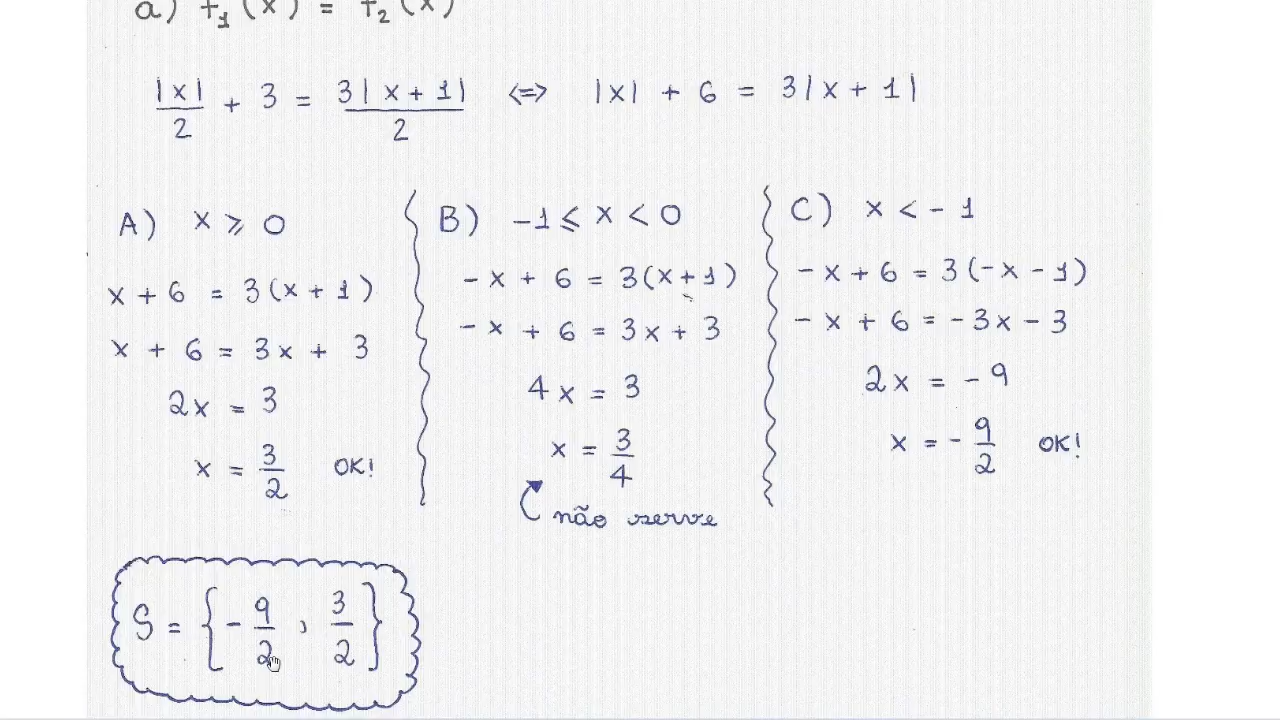 a) f₁(x) = f₂(x)
|x|/2 + 3 = 3|x+1|/2 ⇔ |x| + 6 = 3|x+1|
A) x ⩾ 0
x + 6 = 3(x+1)
x + 6 = 3x + 3
2x = 3
x = 3/2 OK!
B) -1 ⩽ x < 0
-x + 6 = 3(x+1)
-x + 6 = 3x + 3
4x = 3
x = 3/4
não serve
C) x < -1
-x + 6 = 3(-x-1)
-x + 6 = -3x - 3
2x = -9
x = -9/2 OK!
S = {-9/2, 3/2}